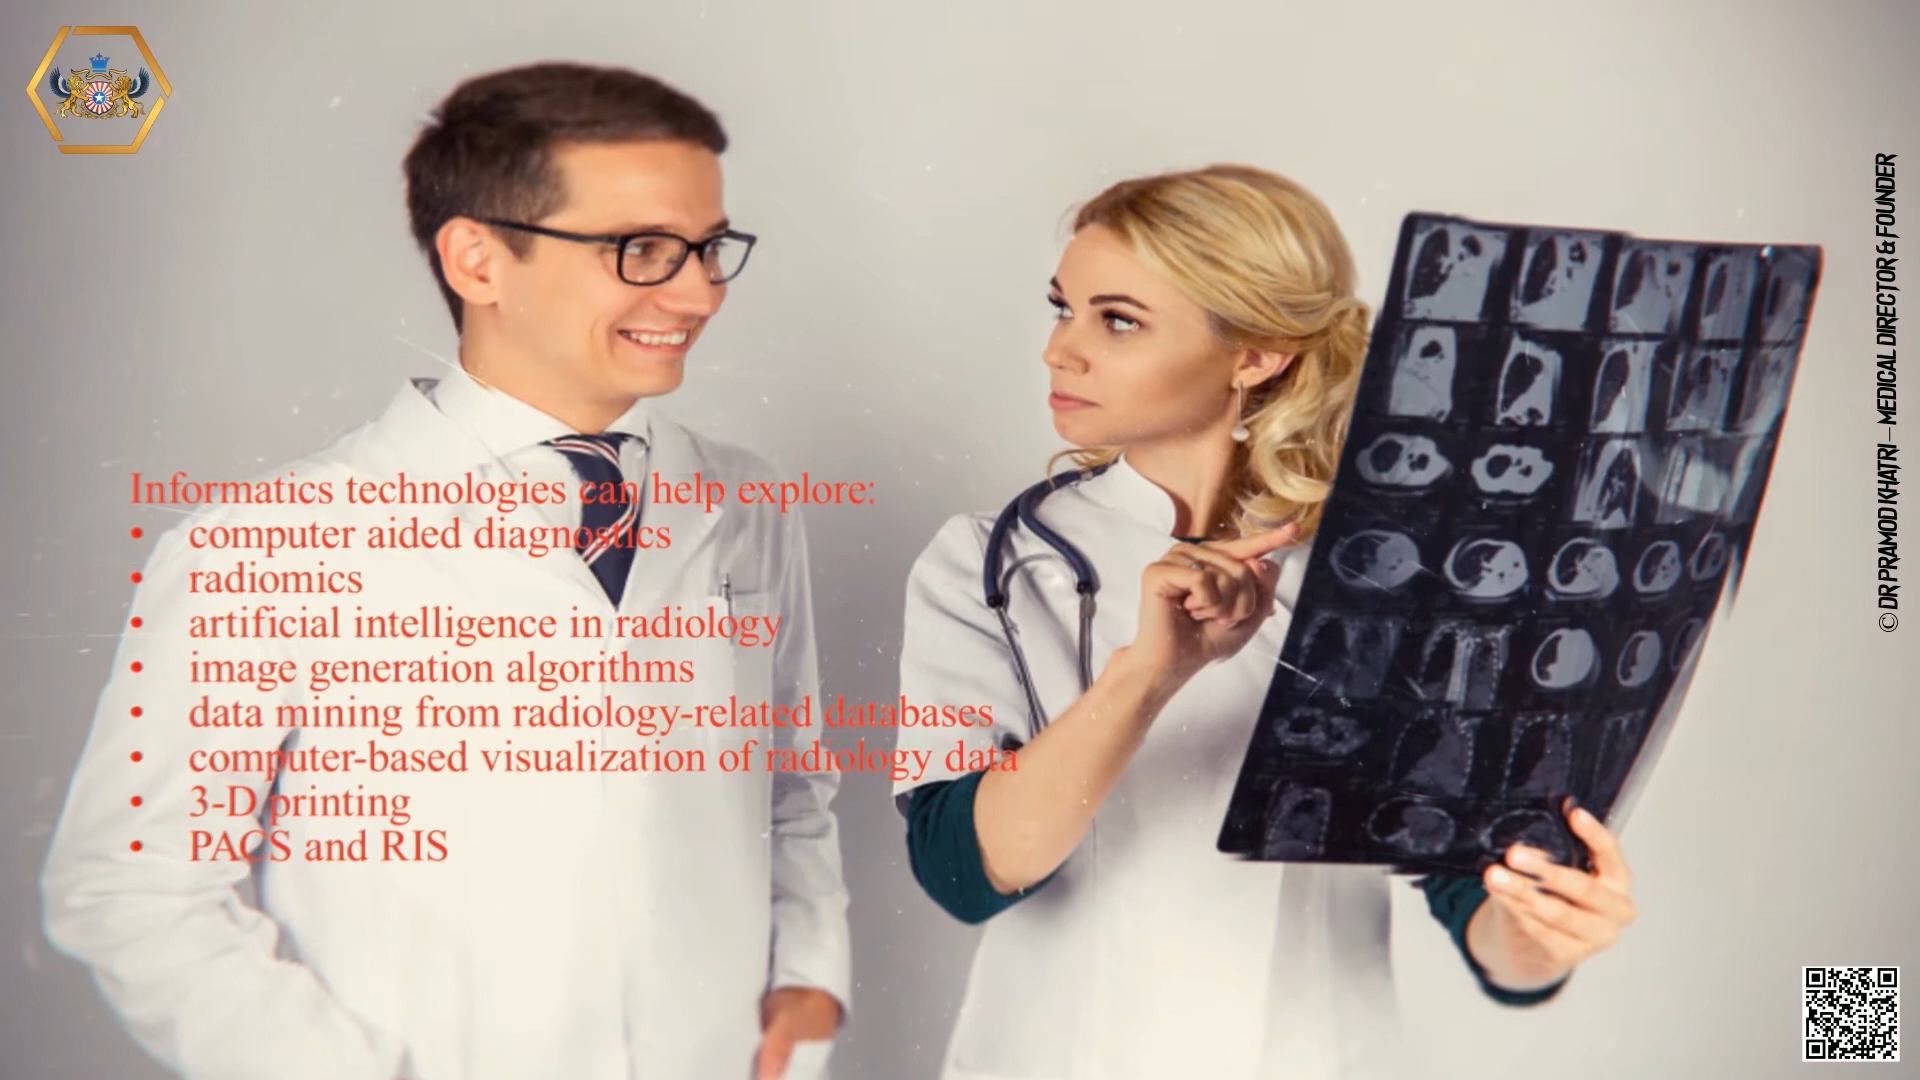 Informatics technologies can help explore:
• computer aided diagnostics
• radiomics
• artificial intelligence in radiology
• image generation algorithms
• data mining from radiology-related databases
• computer-based visualization of radiology data
• 3-D printing
• PACS and RIS
© DR PRAMOD KHATRI – MEDICAL DIRECTOR & FOUNDER